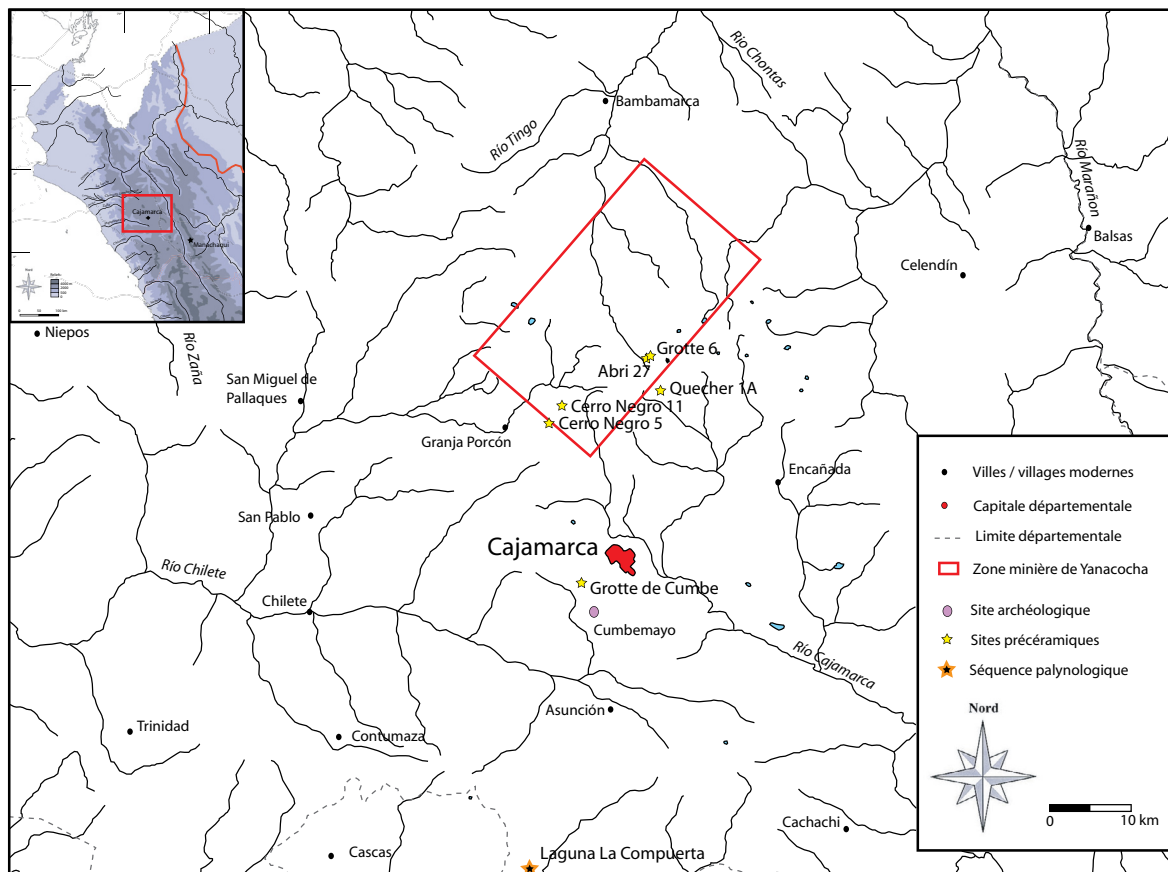 Cajamarca
Manachaqui
Nord
Río Chontas
Bambamarca
Río Tingo
Río Marañon
Balsas
Celendín
Niepos
Río Zaña
San Miguel de
Pallaques
Grotte 6
Abri 27
Quecher 1A
Cerro Negro 11
Cerro Negro 5
Granja Porcón
Encañada
San Pablo
Cajamarca
Río Chilete
Grotte de Cumbe
Chilete
Cumbemayo
Río Cajamarca
Asunción
Trinidad
Contumaza
Cachachi
Cascas
Laguna La Compuerta
Villes / villages modernes
Capitale départementale
Limite départementale
Zone minière de Yanacocha
Site archéologique
Sites précéramiques
Séquence palynologique
Nord
0 10 km